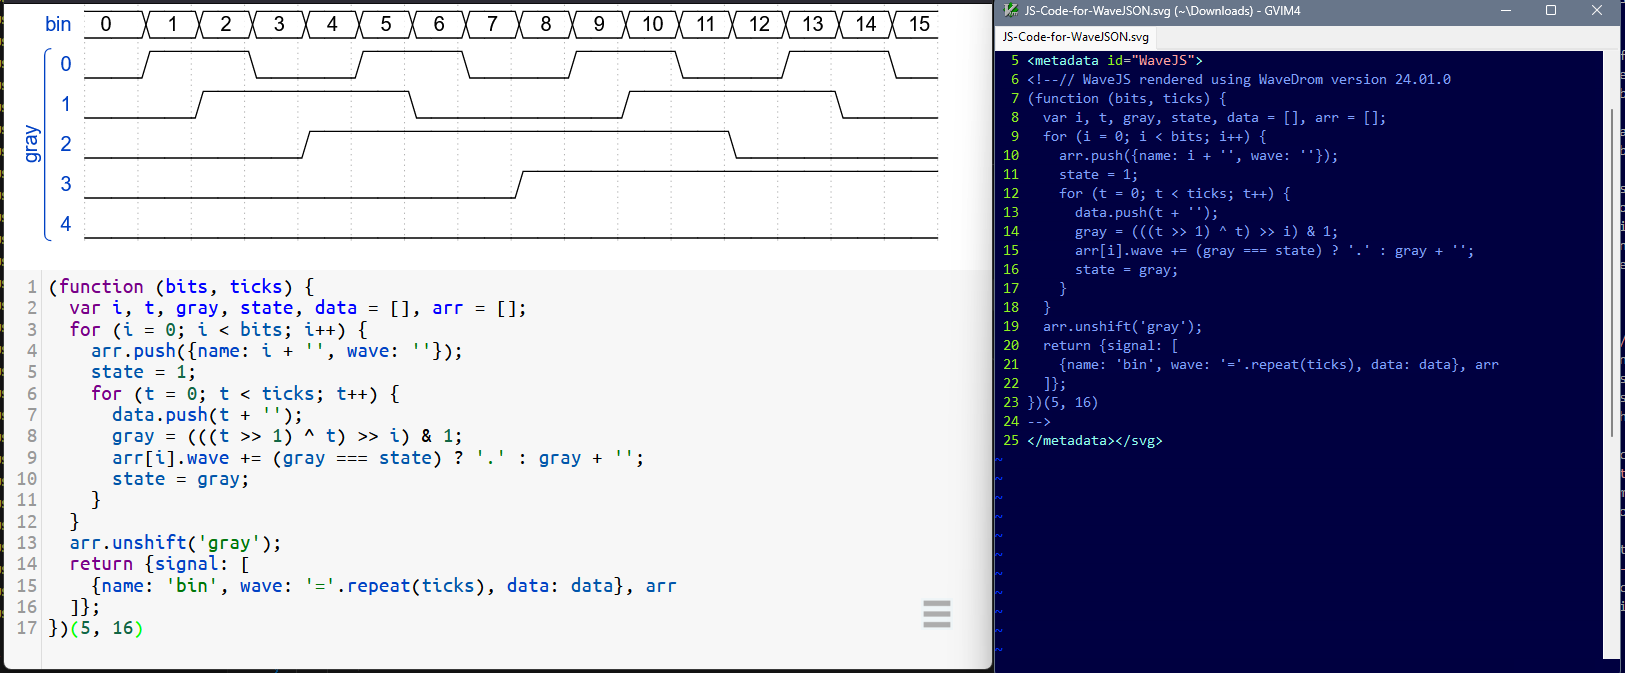 bin 0 1 2 3 4 5 6 7 8 9 10 11 12 13 14 15
0
1
gray
2
3
4
1 (function (bits, ticks) {
2 var i, t, gray, state, data = [], arr = [];
3 for (i = 0; i < bits; i++) {
4 arr.push({name: i + '', wave: ''});
5 state = 1;
6 for (t = 0; t < ticks; t++) {
7 data.push(t + '');
8 gray = (((t >> 1) ^ t) >> i) & 1;
9 arr[i].wave += (gray === state) ? '.' : gray + '';
10 state = gray;
11 }
12 }
13 arr.unshift('gray');
14 return {signal: [
15 {name: 'bin', wave: '='.repeat(ticks), data: data}, arr
16 ]};
17 })(5, 16)
JS-Code-for-WaveJSON.svg (~\Downloads) - GVIM4
JS-Code-for-WaveJSON.svg
5 <metadata id="WaveJS">
6 <!--// WaveJS rendered using WaveDrom version 24.01.0
7 (function (bits, ticks) {
8 var i, t, gray, state, data = [], arr = [];
9 for (i = 0; i < bits; i++) {
10 arr.push({name: i + '', wave: ''});
11 state = 1;
12 for (t = 0; t < ticks; t++) {
13 data.push(t + '');
14 gray = (((t >> 1) ^ t) >> i) & 1;
15 arr[i].wave += (gray === state) ? '.' : gray + '';
16 state = gray;
17 }
18 }
19 arr.unshift('gray');
20 return {signal: [
21 {name: 'bin', wave: '='.repeat(ticks), data: data}, arr
22 ]};
23 })(5, 16)
24 -->
25 </metadata></svg>
~
~
~
~
~
~
~
~
~
~
~